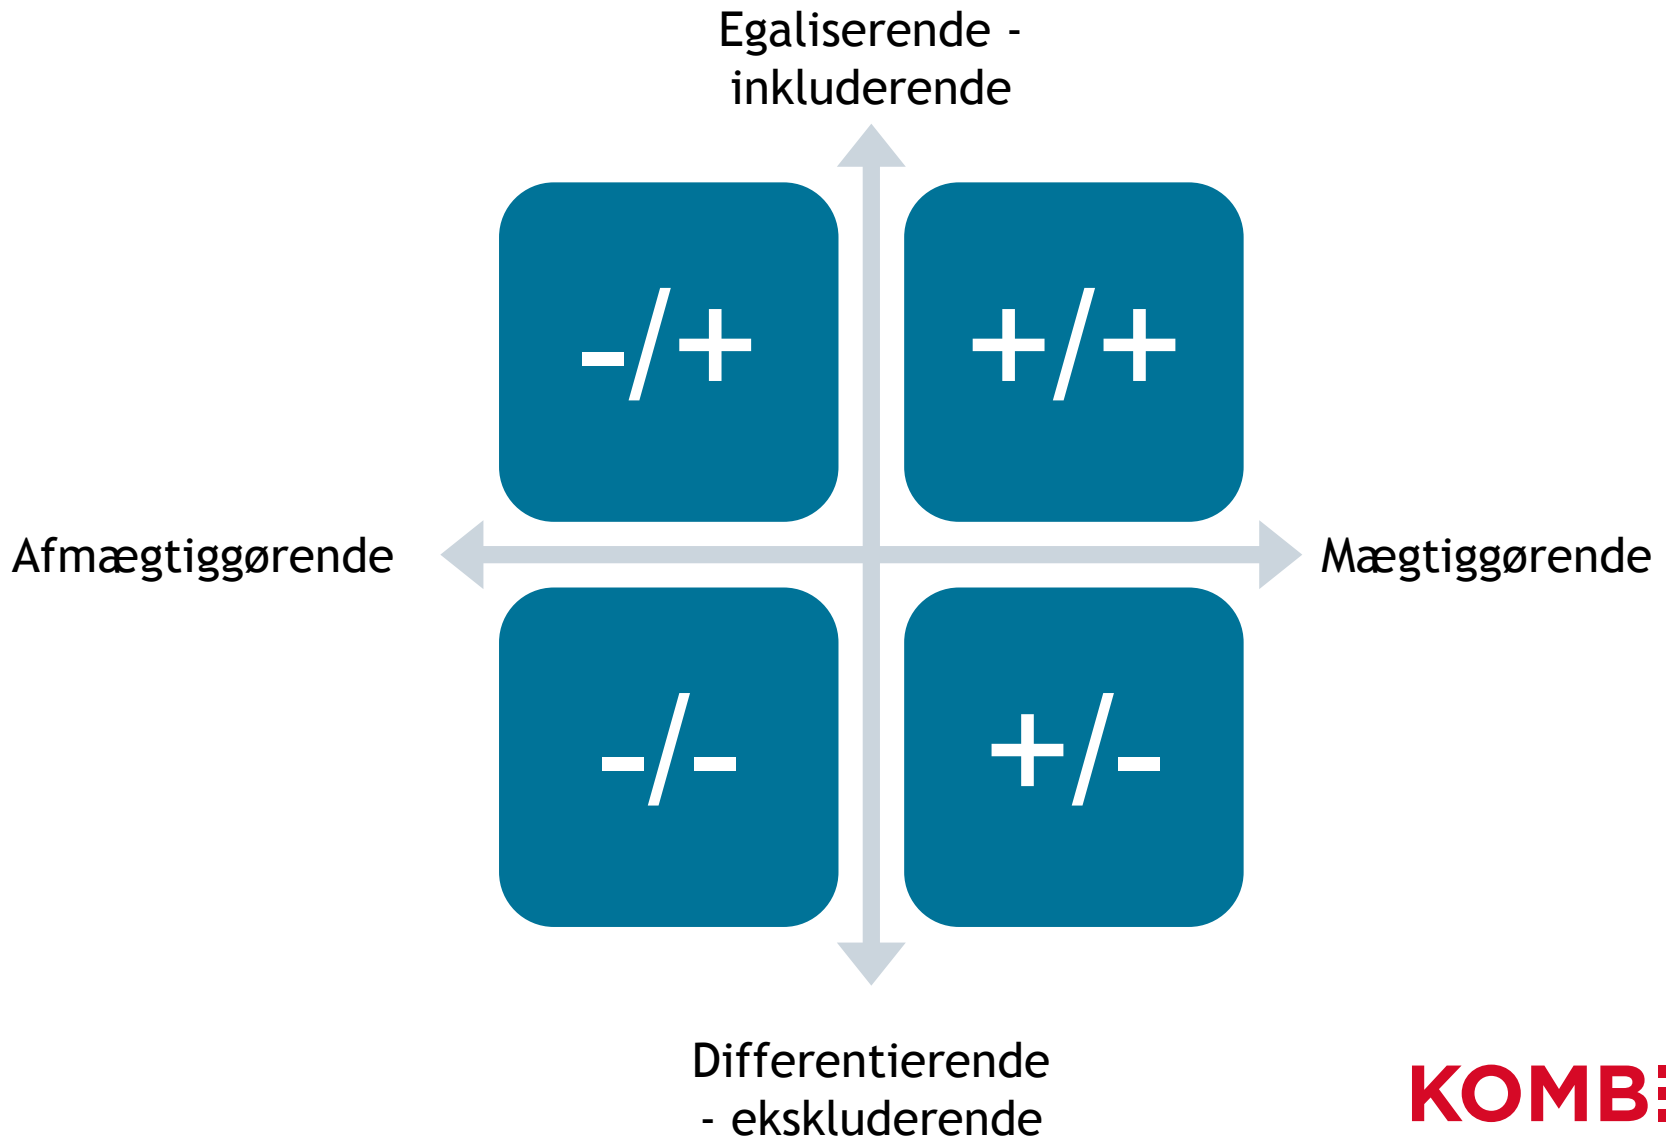 Egaliserende -
inkluderende
-/+
+/+
Afmægtiggørende
Mægtiggørende
-/-
+/-
Differentierende
- ekskluderende
KOMB